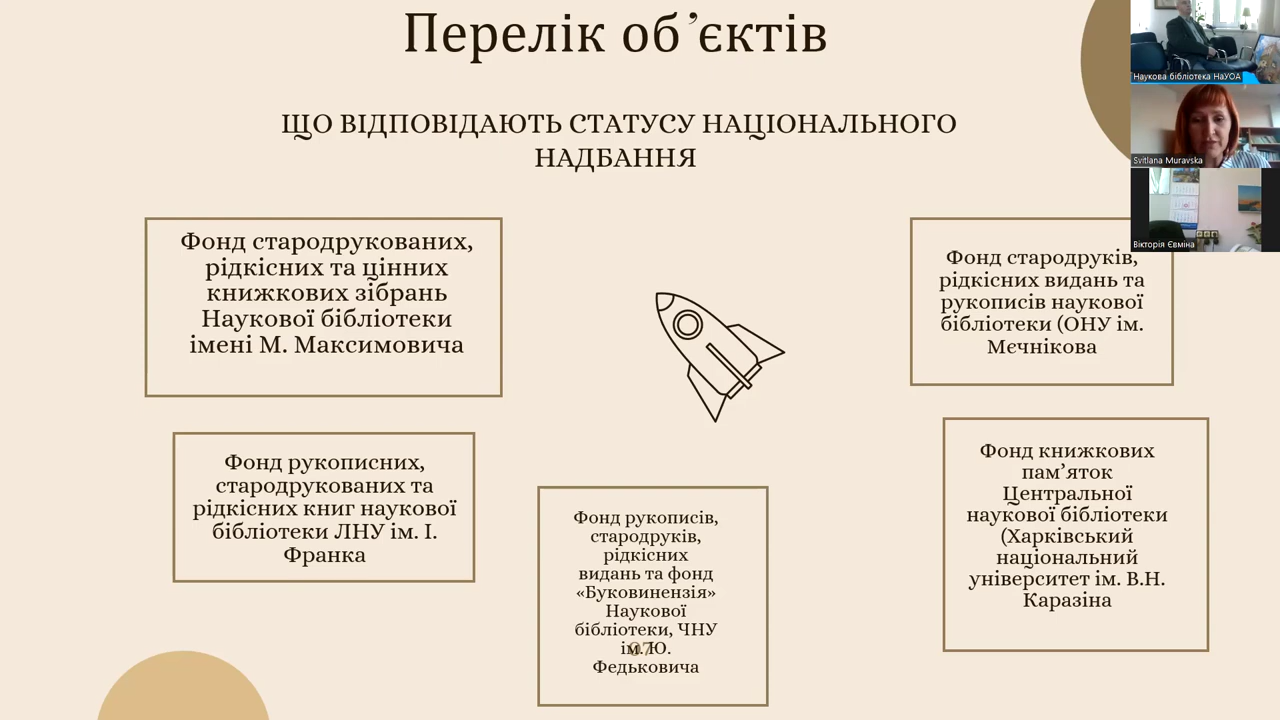 Перелік об’єктів
ЩО ВІДПОВІДАЮТЬ СТАТУСУ НАЦІОНАЛЬНОГО
НАДБАННЯ
Фонд стародрукованих,
рідкісних та цінних
книжкових зібрань
Наукової бібліотеки
імені М. Максимовича
Фонд рукописних,
стародрукованих та
рідкісних книг наукової
бібліотеки ЛНУ ім. І.
Франка
Фонд рукописів,
стародруків,
рідкісних
видань та фонд
«Буковинензія»
Наукової
бібліотеки, ЧНУ
ім. Ю.
Федьковича
07
Фонд стародруків,
рідкісних видань та
рукописів наукової
бібліотеки (ОНУ ім.
Мєчнікова
Фонд книжкових
пам’яток
Центральної
наукової бібліотеки
(Харківський
національний
університет ім. В.Н.
Каразіна
Наукова бібліотека НаУОА
Svitlana Muravska
Вікторія Євміна